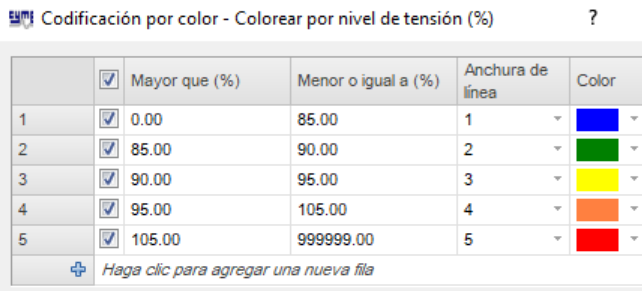 Codificación por color - Colorear por nivel de tensión (%) ?
Mayor que (%) Menor o igual a (%) Anchura de línea Color
1 0.00 85.00 1
2 85.00 90.00 2
3 90.00 95.00 3
4 95.00 105.00 4
5 105.00 999999.00 5
Haga clic para agregar una nueva fila